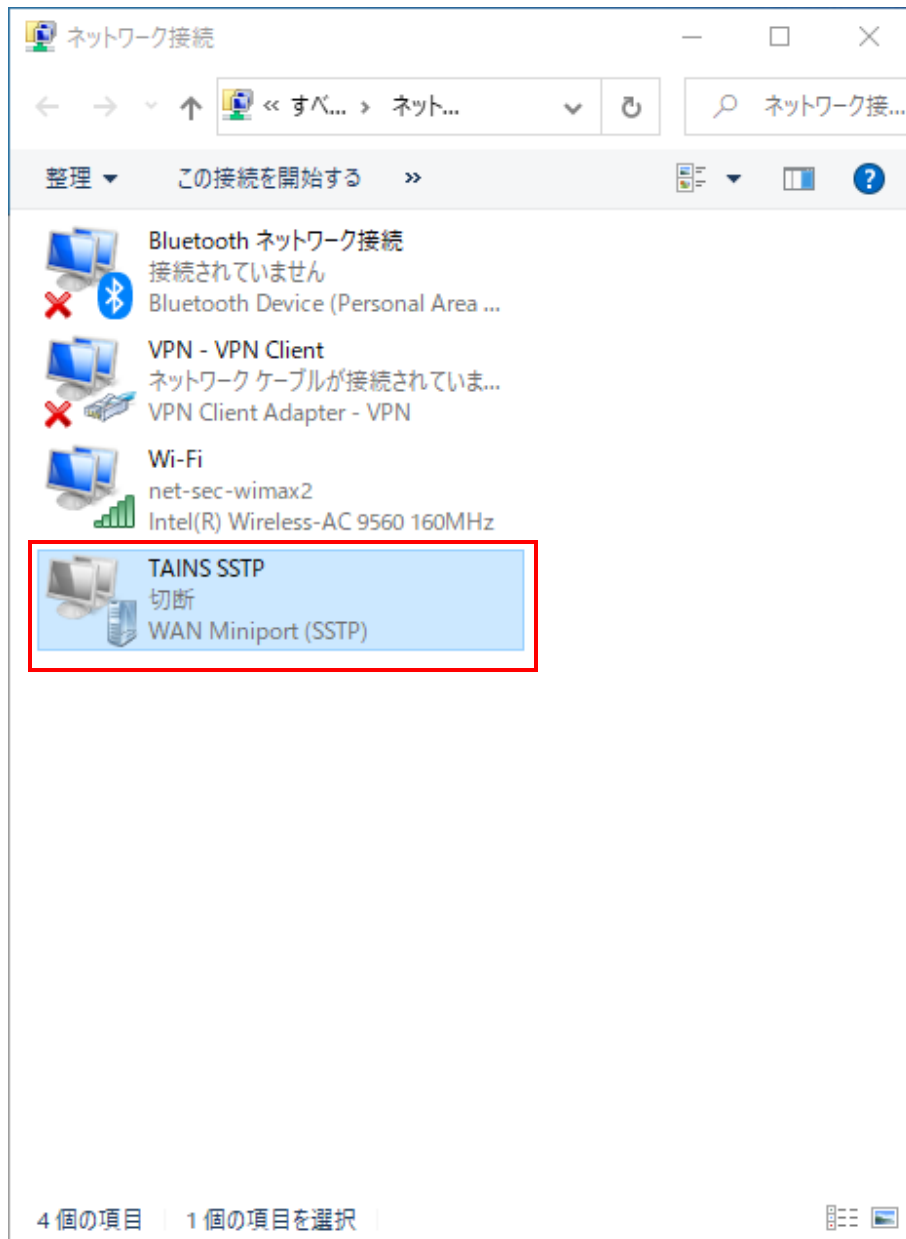 ネットワーク接続
« すべ... › ネット...
ネットワーク接...
整理 この接続を開始する »
Bluetooth ネットワーク接続
接続されていません
Bluetooth Device (Personal Area ...
VPN - VPN Client
ネットワーク ケーブルが接続されていま...
VPN Client Adapter - VPN
Wi-Fi
net-sec-wimax2
Intel(R) Wireless-AC 9560 160MHz
TAINS SSTP
切断
WAN Miniport (SSTP)
4 個の項目 1 個の項目を選択